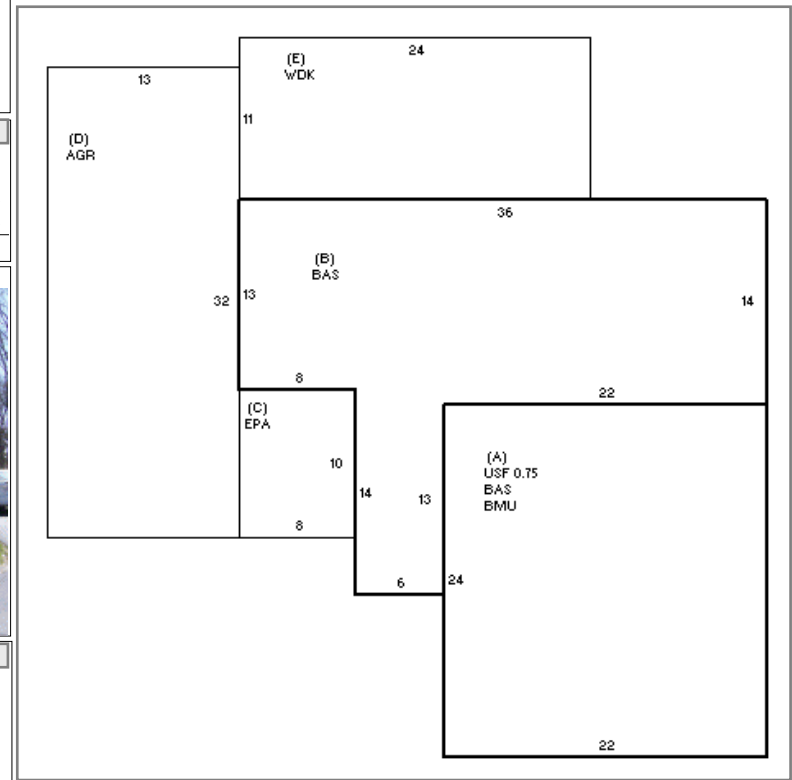 24
(E)
WDK
13
11
(D)
AGR
36
(B)
BAS
32
13
14
8
22
(C)
EPA
(A)
USF 0.75
BAS
BMU
10
14
13
8
6
24
22